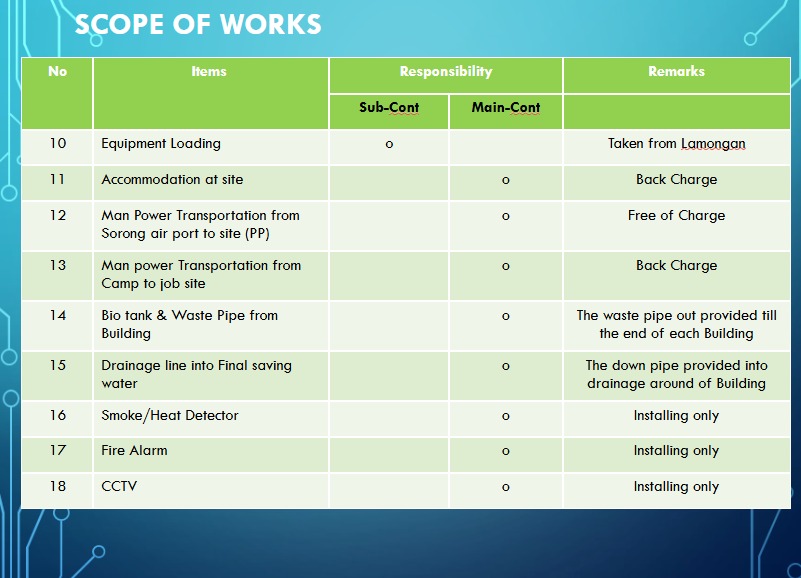 SCOPE OF WORKS
No Items Responsibility Remarks
Sub-Cont Main-Cont
10 Equipment Loading o Taken from Lamongan
11 Accommodation at site o Back Charge
12 Man Power Transportation from o Free of Charge
Sorong air port to site (PP)
13 Man power Transportation from o Back Charge
Camp to job site
14 Bio tank & Waste Pipe from o The waste pipe out provided till
Building the end of each Building
15 Drainage line into Final saving o The down pipe provided into
water drainage around of Building
16 Smoke/Heat Detector o Installing only
17 Fire Alarm o Installing only
18 CCTV o Installing only